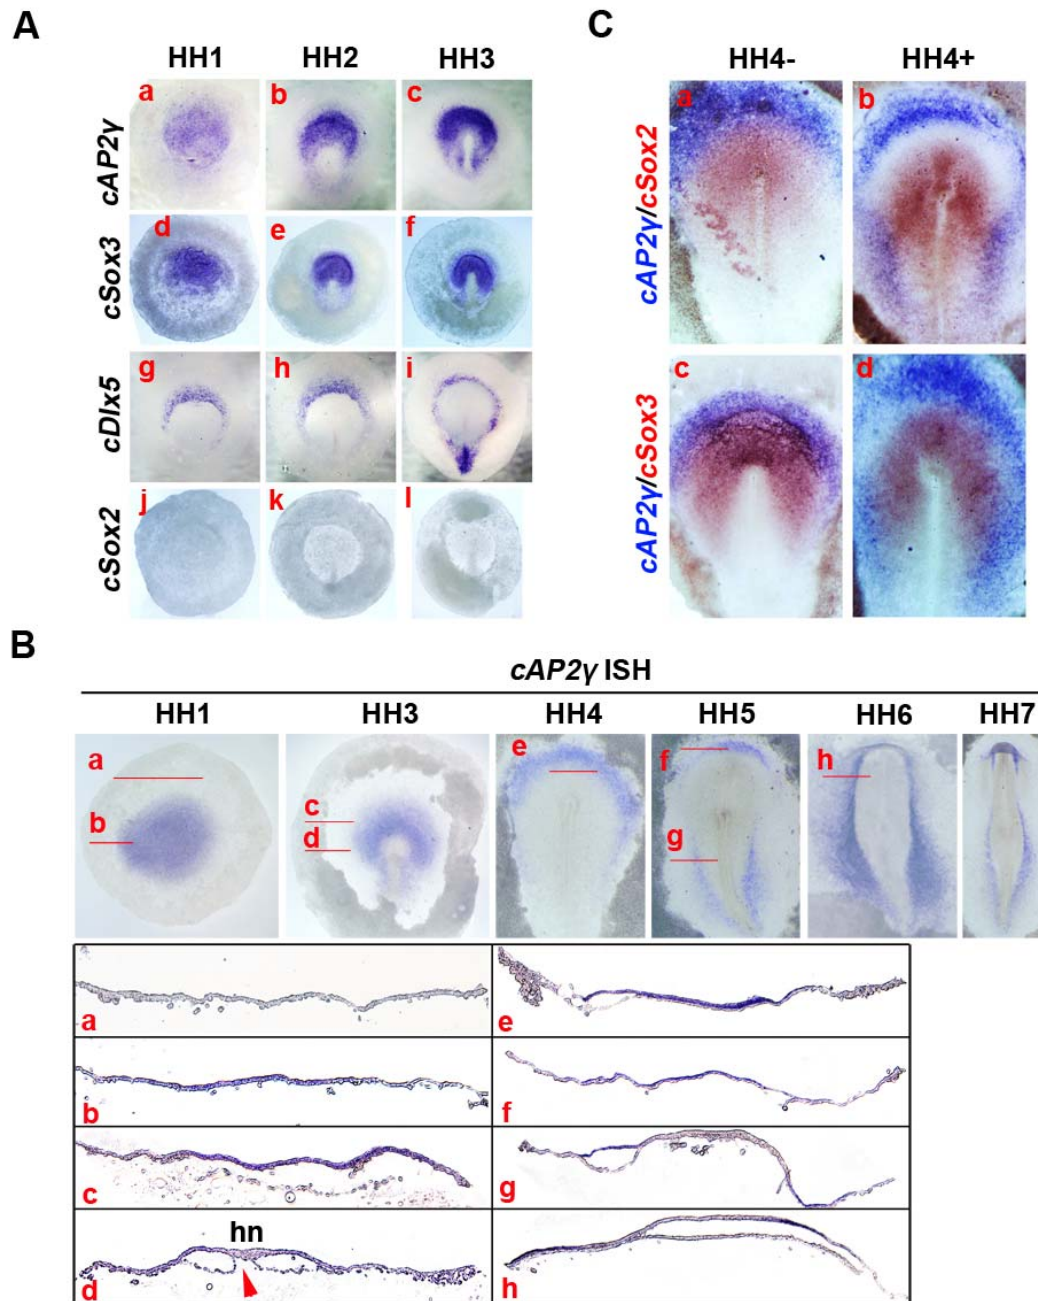 A
HH1 HH2 HH3
cAP2γ
a b c
cSox3
d e f
cDlx5
g h i
cSox2
j k l
C
HH4- HH4+
cAP2γ/cSox2
a b
cAP2γ/cSox3
c d
B
cAP2γ ISH
HH1 HH3 HH4 HH5 HH6 HH7
a
b
c
d
e
f
g
h
a
b
c
hn
d
e
f
g
h